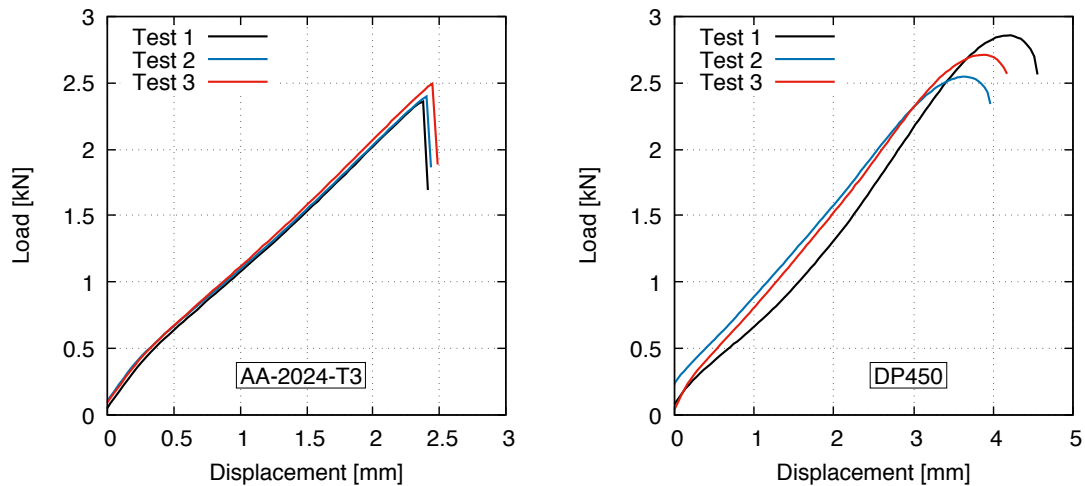 3
2.5
2
1.5
1
0.5
0
Load [kN]
Test 1
Test 2
Test 3
AA-2024-T3
0 0.5 1 1.5 2 2.5 3
Displacement [mm]
3
2.5
2
1.5
1
0.5
0
Load [kN]
Test 1
Test 2
Test 3
DP450
0 1 2 3 4 5
Displacement [mm]